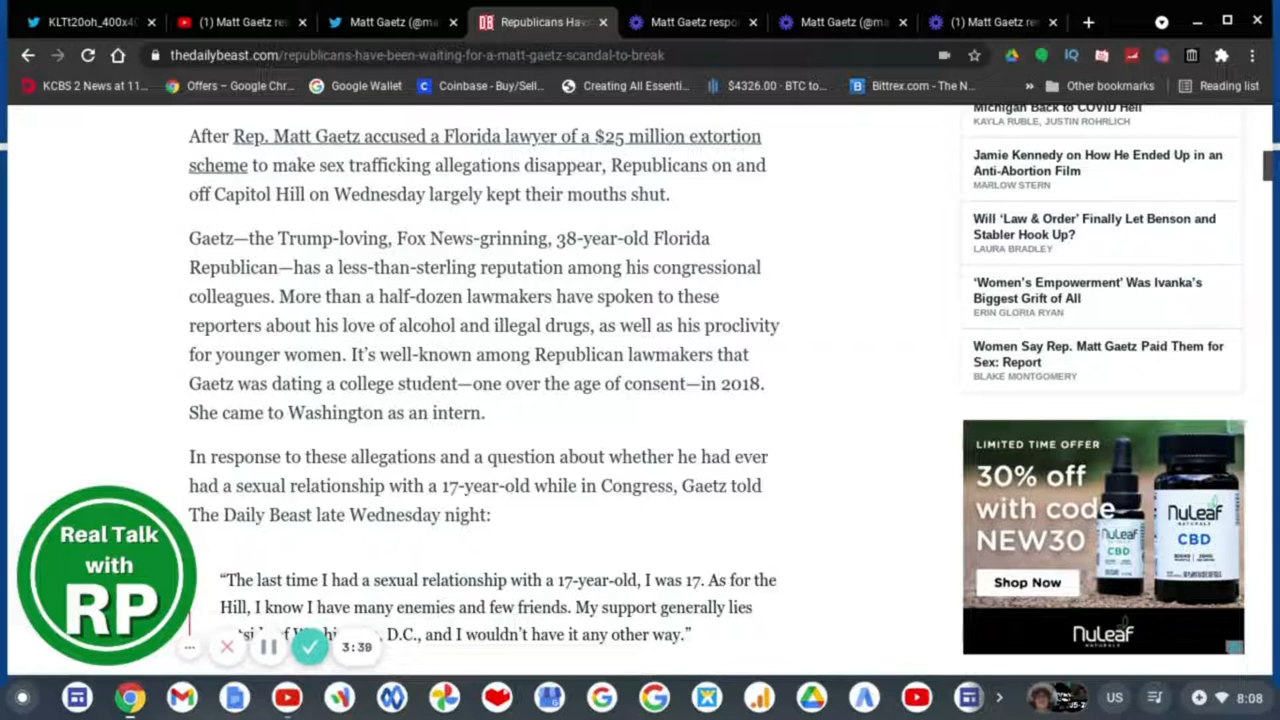 KLTt20oh_400x40
(1) Matt Gaetz res
Matt Gaetz (@ma
Republicans Hav
Matt Gaetz respo
Matt Gaetz (@ma
(1) Matt Gaetz res
thedailybeast.com/republicans-have-been-waiting-for-a-matt-gaetz-scandal-to-break
KCBS 2 News at 11...
Offers – Google Chr...
Google Wallet
Coinbase - Buy/Sell...
Creating All Essenti...
$4326.00 · BTC to...
Bittrex.com - The N...
»
Other bookmarks
Reading list
After Rep. Matt Gaetz accused a Florida lawyer of a $25 million extortion
scheme to make sex trafficking allegations disappear, Republicans on and
off Capitol Hill on Wednesday largely kept their mouths shut.
Gaetz—the Trump-loving, Fox News-grinning, 38-year-old Florida
Republican—has a less-than-sterling reputation among his congressional
colleagues. More than a half-dozen lawmakers have spoken to these
reporters about his love of alcohol and illegal drugs, as well as his proclivity
for younger women. It's well-known among Republican lawmakers that
Gaetz was dating a college student—one over the age of consent—in 2018.
She came to Washington as an intern.
In response to these allegations and a question about whether he had ever
had a sexual relationship with a 17-year-old while in Congress, Gaetz told
The Daily Beast late Wednesday night:
“The last time I had a sexual relationship with a 17-year-old, I was 17. As for the
Hill, I know I have many enemies and few friends. My support generally lies
D.C., and I wouldn't have it any other way.”
Michigan Back to COVID Hell
KAYLA RUBLE, JUSTIN ROHRLICH
Jamie Kennedy on How He Ended Up in an
Anti-Abortion Film
MARLOW STERN
Will ‘Law & Order’ Finally Let Benson and
Stabler Hook Up?
LAURA BRADLEY
‘Women's Empowerment’ Was Ivanka's
Biggest Grift of All
ERIN GLORIA RYAN
Women Say Rep. Matt Gaetz Paid Them for
Sex: Report
BLAKE MONTGOMERY
LIMITED TIME OFFER
30% off
with code
NEW30
Shop Now
NuLeaf
NATURALS
CBD
NuLeaf
CBD
NuLeaf
NATURALS
Real Talk
with
RP
3:39
US
8:08